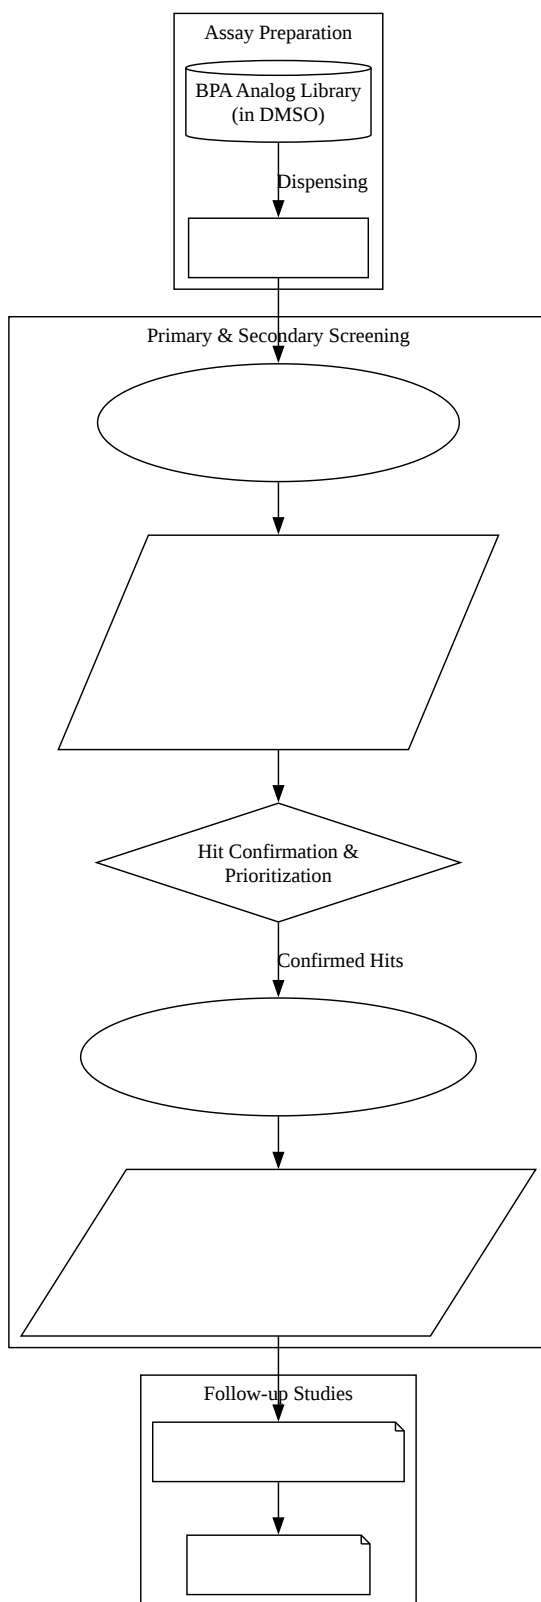 Assay Preparation
BPA Analog Library
(in DMSO)
Dispensing
Primary & Secondary Screening
Hit Confirmation &
Prioritization
Confirmed Hits
Follow-up Studies